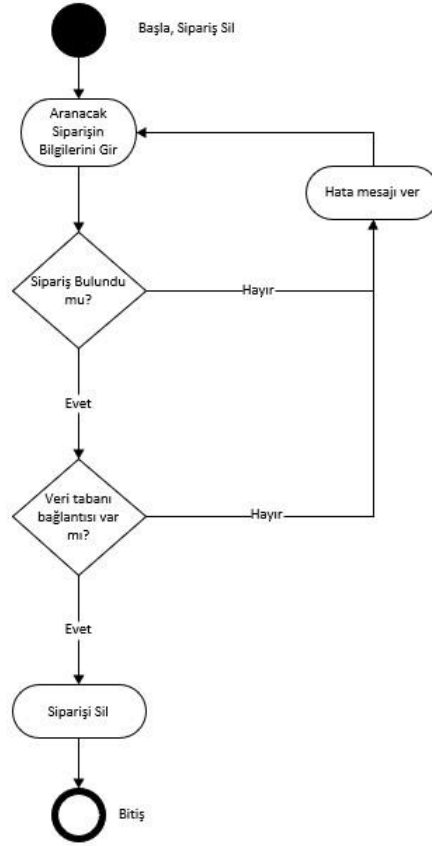 Başla, Sipariş Sil
Aranacak
Siparişin
Bilgilerini Gir
Hata mesajı ver
Sipariş Bulundu
mu?
Hayır
Evet
Veri tabanı
bağlantısı var
mı?
Hayır
Evet
Siparişi Sil
Bitiş